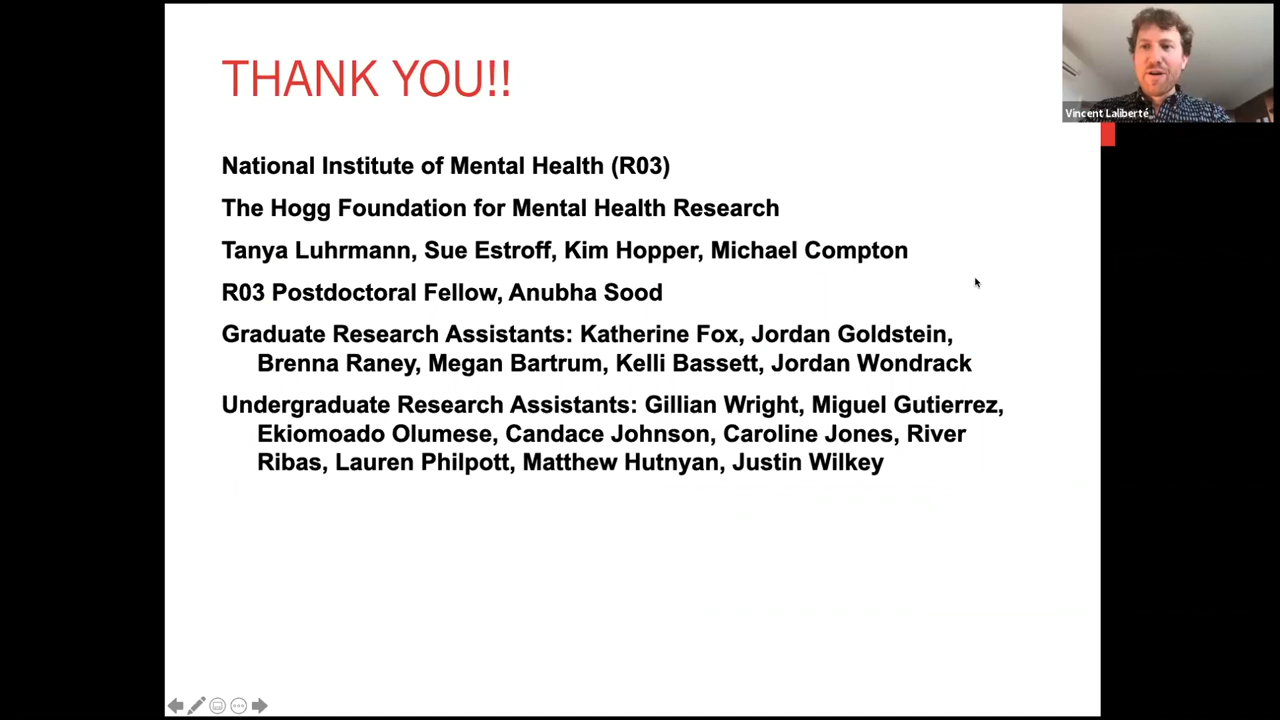 THANK YOU!!
Vincent Laliberté
National Institute of Mental Health (R03)
The Hogg Foundation for Mental Health Research
Tanya Luhrmann, Sue Estroff, Kim Hopper, Michael Compton
R03 Postdoctoral Fellow, Anubha Sood
Graduate Research Assistants: Katherine Fox, Jordan Goldstein,
Brenna Raney, Megan Bartrum, Kelli Bassett, Jordan Wondrack
Undergraduate Research Assistants: Gillian Wright, Miguel Gutierrez,
Ekiomoado Olumese, Candace Johnson, Caroline Jones, River
Ribas, Lauren Philpott, Matthew Hutnyan, Justin Wilkey